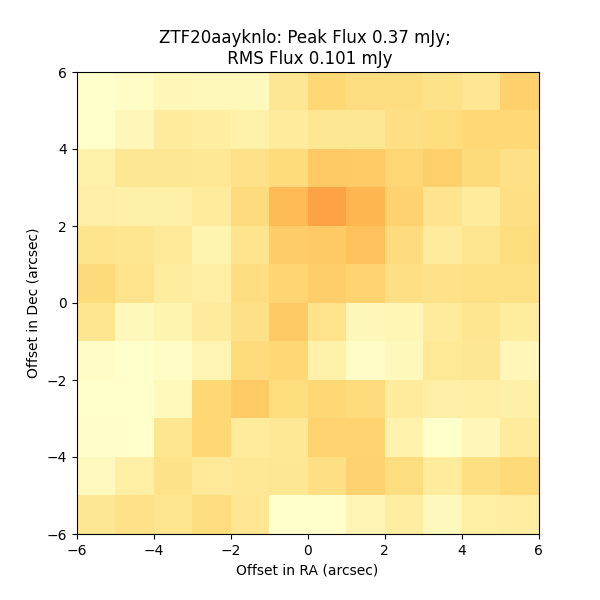 ZTF20aayknlo: Peak Flux 0.37 mJy;
RMS Flux 0.101 mJy
6
4
2
0
−2
−4
−6
Offset in Dec (arcsec)
−6 −4 −2 0 2 4 6
Offset in RA (arcsec)